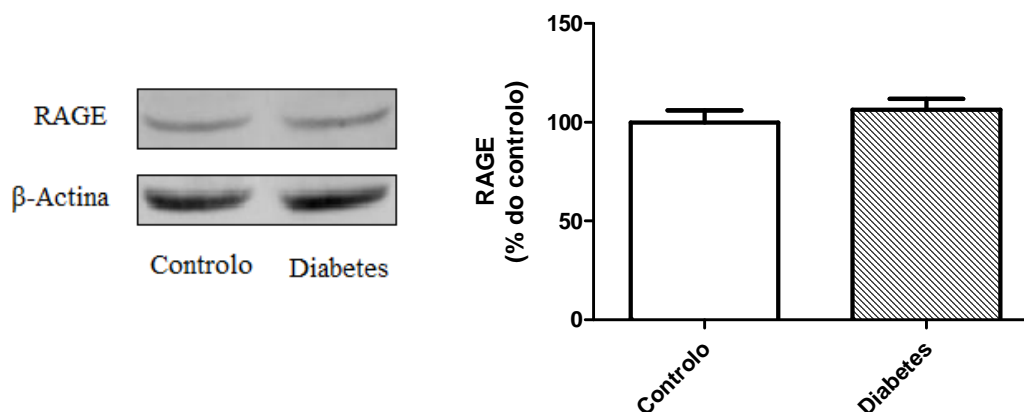 RAGE
β-Actina
Controlo Diabetes
RAGE
(% do controlo)
150
100
50
0
Controlo
Diabetes